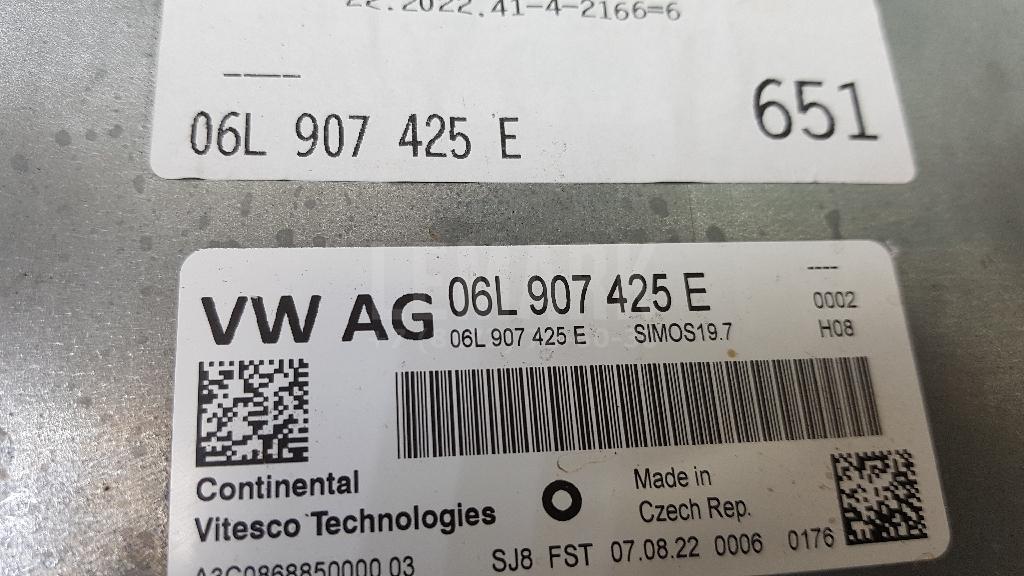 22.2022.41-4-2166=6
----
06L 907 425 E 651
VW AG 06L 907 425 E ----
06L 907 425 E SIMOS19.7 0002
H08
Continental
Vitesco Technologies
Made in
Czech Rep.
A3C0868850000 03 SJ8 FST 07.08.22 0006 0176